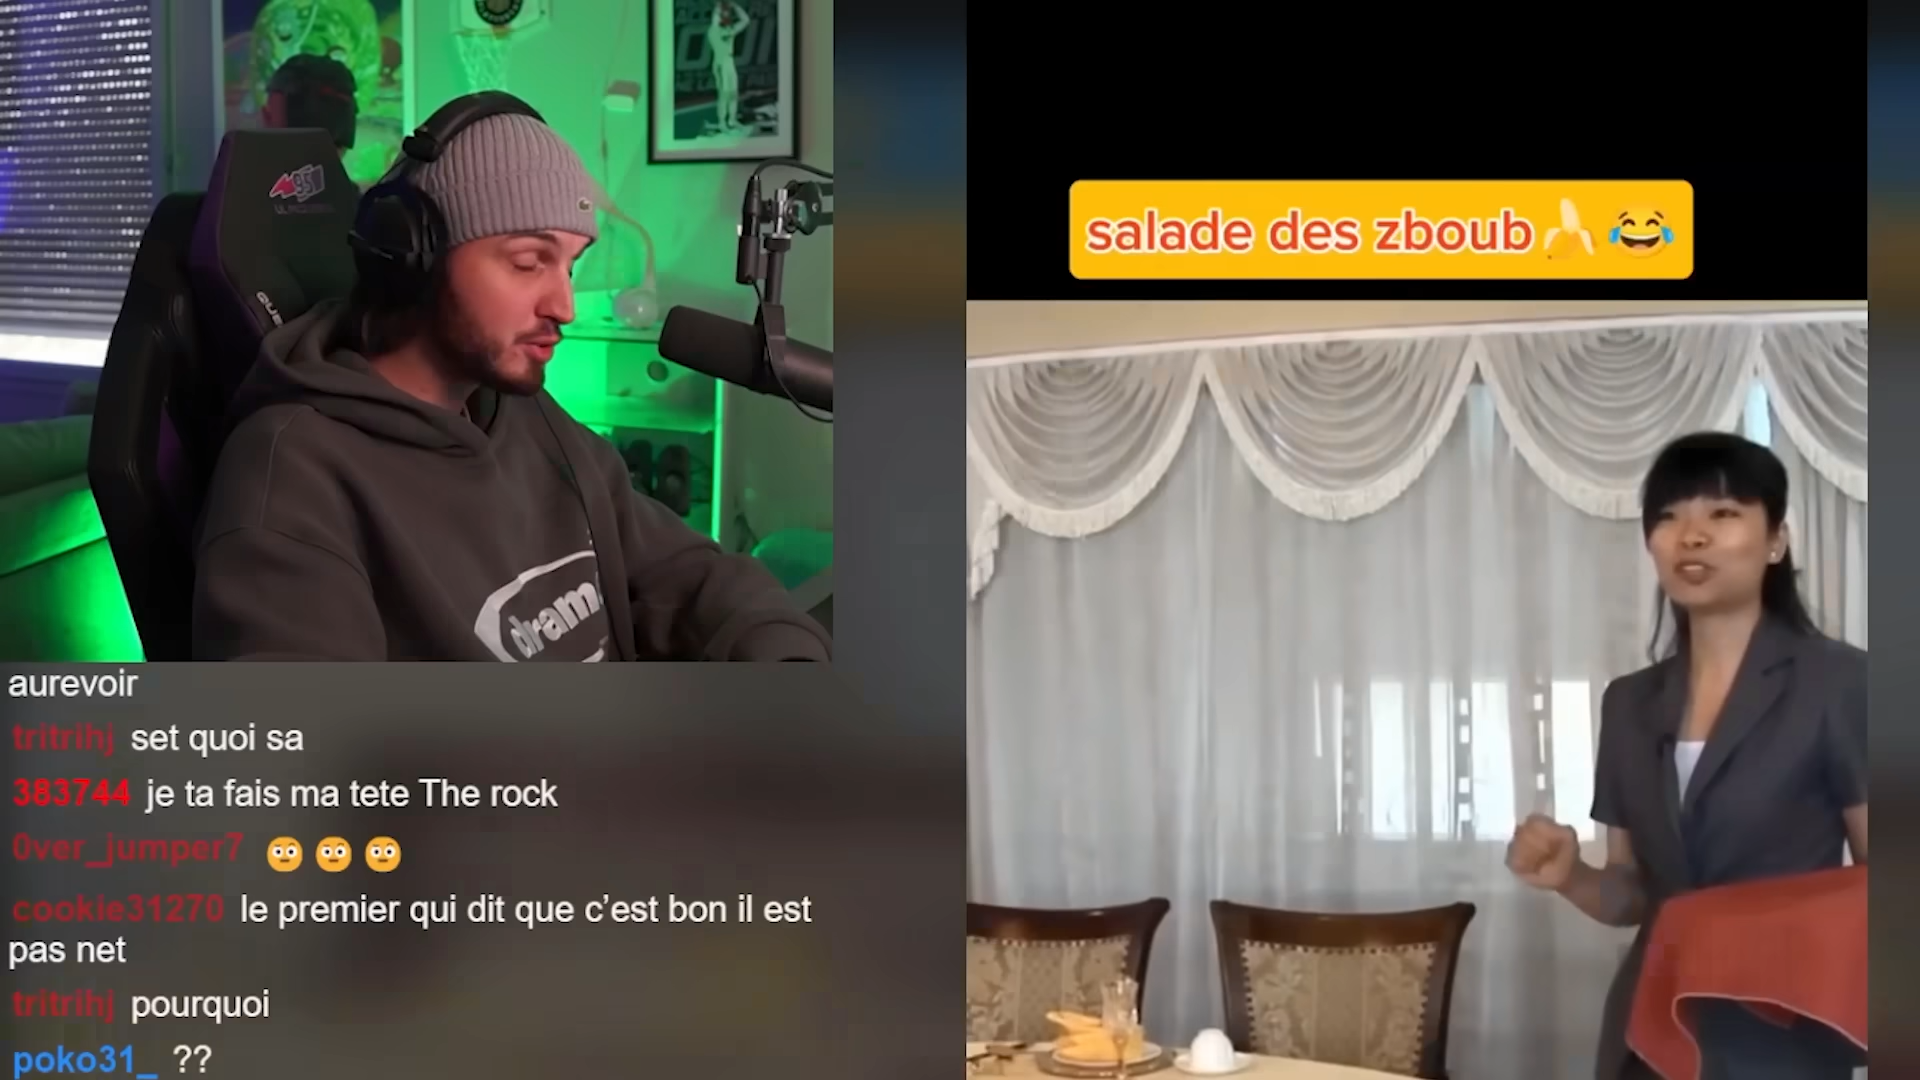 salade des zboub🍌😂
dram
aurevoir
tritrihj set quoi sa
383744 je ta fais ma tete The rock
0ver_jumper7 😳 😳 😳
cookie31270 le premier qui dit que c’est bon il est
pas net
tritrihj pourquoi
poko31_ ??